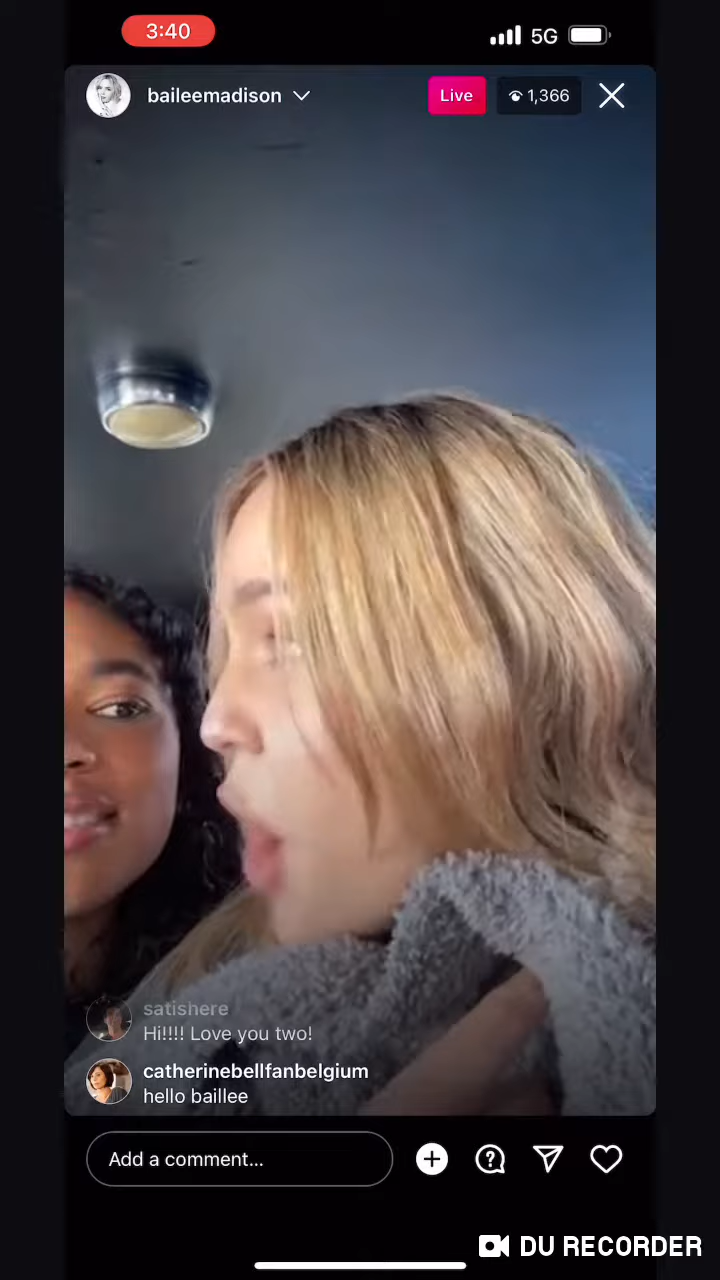 3:40
5G
baileemadison
Live
1,366
satishere
Hi!!!! Love you two!
catherinebellfanbelgium
hello baillee
Add a comment...
DU RECORDER